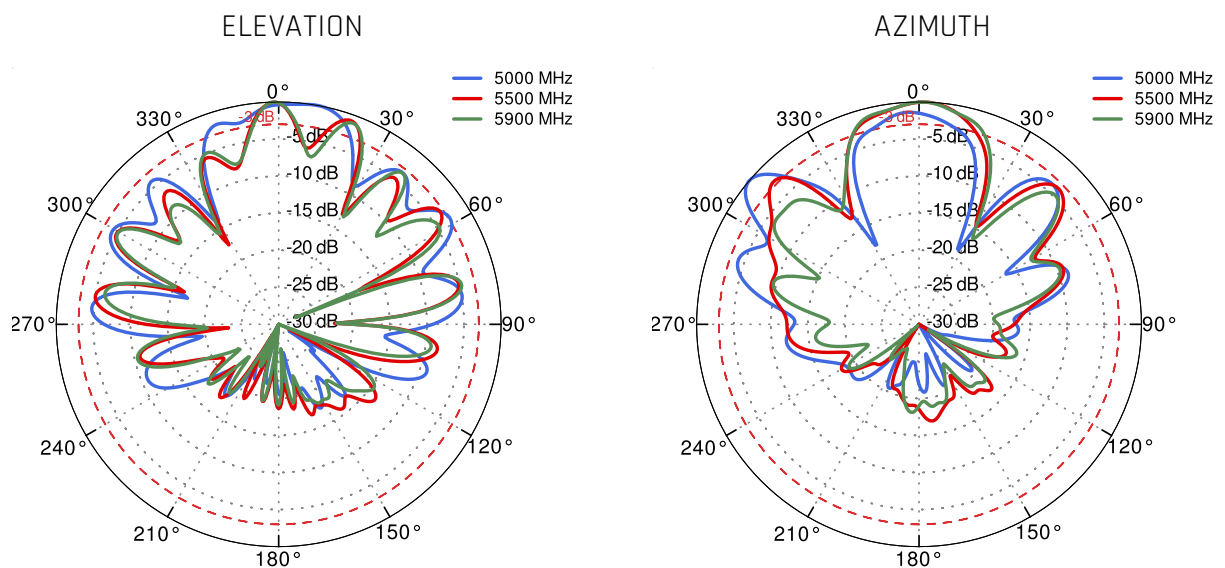 ELEVATION
5000 MHz
5500 MHz
5900 MHz
0°
330°
-3 dB
30°
-5 dB
-10 dB
300°
-15 dB
60°
-20 dB
-25 dB
270°
-30 dB
90°
240°
120°
210°
150°
180°
AZIMUTH
5000 MHz
5500 MHz
5900 MHz
0°
330°
-3 dB
30°
-5 dB
-10 dB
300°
-15 dB
60°
-20 dB
-25 dB
270°
-30 dB
90°
240°
120°
210°
150°
180°